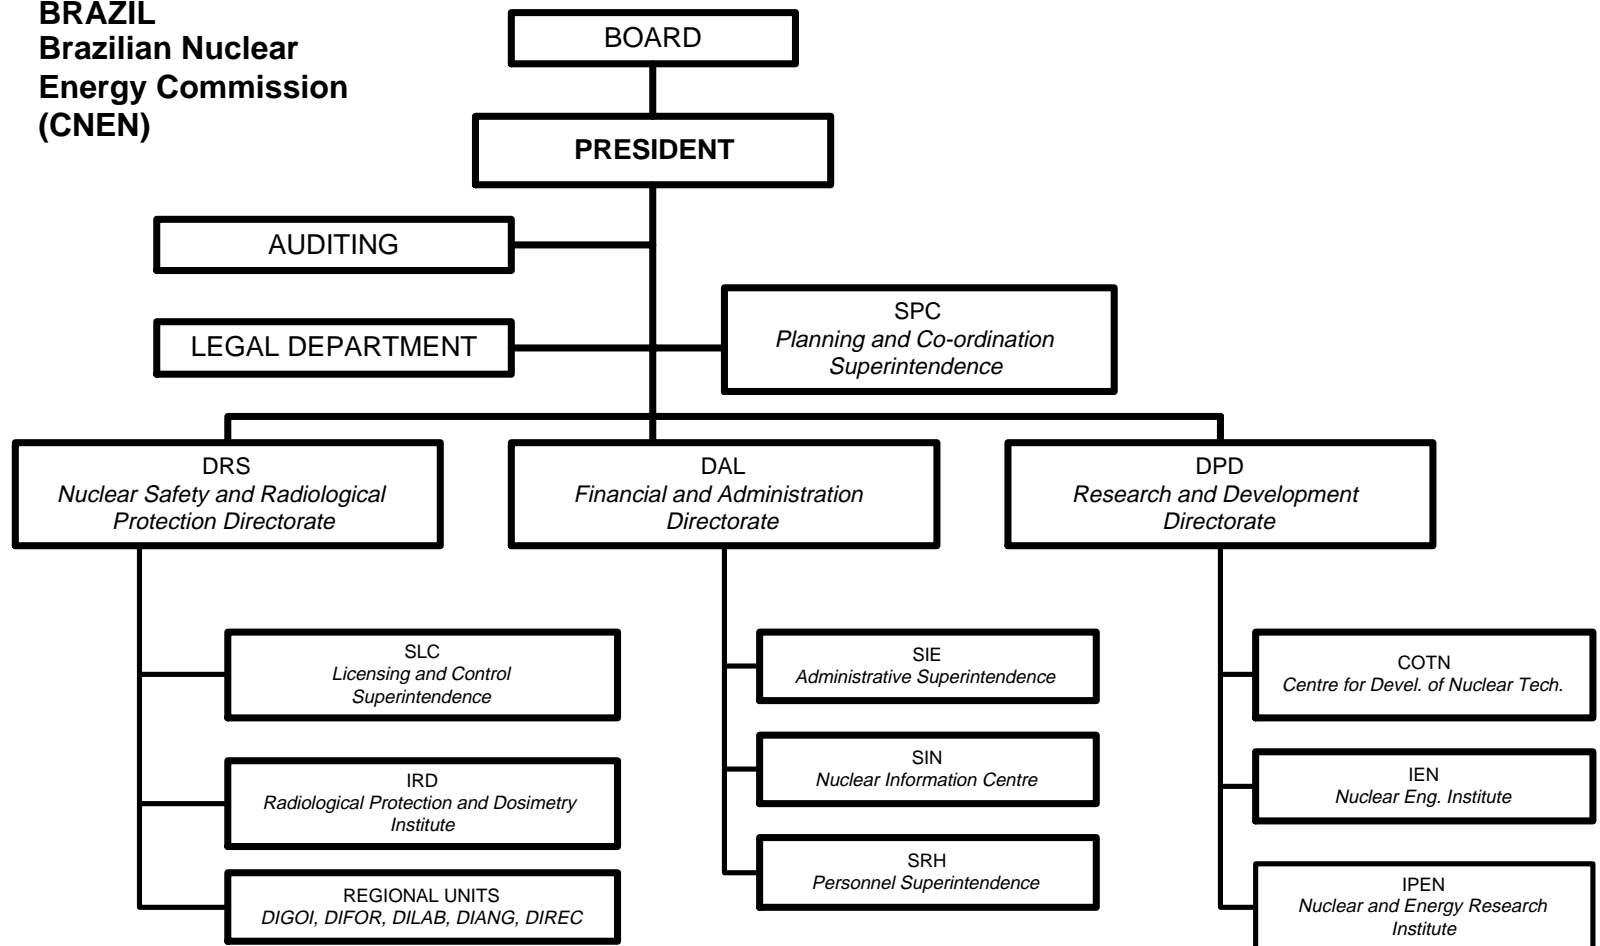 BRAZIL
Brazilian Nuclear
Energy Commission
(CNEN)
BOARD
PRESIDENT
AUDITING
LEGAL DEPARTMENT
SPC
Planning and Co-ordination
Superintendence
DRS
Nuclear Safety and Radiological
Protection Directorate
DAL
Financial and Administration
Directorate
DPD
Research and Development
Directorate
SLC
Licensing and Control
Superintendence
IRD
Radiological Protection and Dosimetry
Institute
REGIONAL UNITS
DIGOI, DIFOR, DILAB, DIANG, DIREC
SIE
Administrative Superintendence
SIN
Nuclear Information Centre
SRH
Personnel Superintendence
COTN
Centre for Devel. of Nuclear Tech.
IEN
Nuclear Eng. Institute
IPEN
Nuclear and Energy Research
Institute